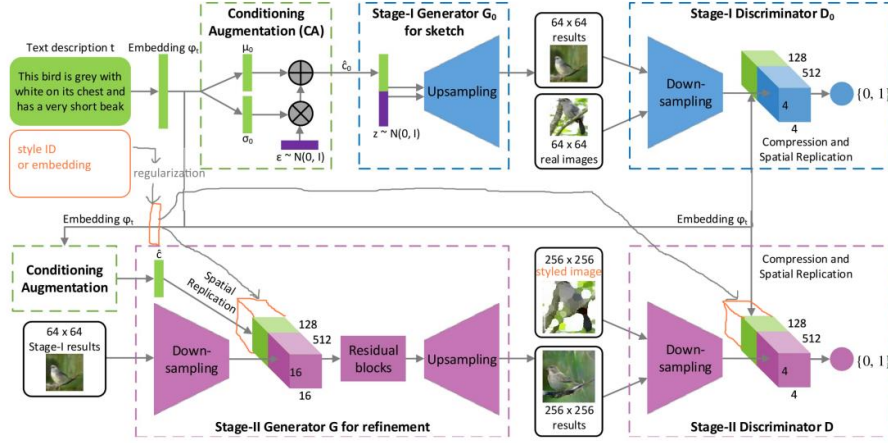 Text description t
Embedding φₜ
This bird is grey with
white on its chest and
has a very short beak
style ID
or embedding
regularization
Conditioning
Augmentation (CA)
μ₀
σ₀
ε ~ N(0, I)
ĉ₀
Stage-I Generator G₀
for sketch
z ~ N(0, I)
Upsampling
64 x 64
results
64 x 64
real images
Stage-I Discriminator D₀
Down-
sampling
128
512
4
4
{0, 1}
Compression and
Spatial Replication
Embedding φₜ
Embedding φₜ
Conditioning
Augmentation
ĉ
Spatial
Replication
64 x 64
Stage-I results
Down-
sampling
128
512
16
16
Residual
blocks
Upsampling
Stage-II Generator G for refinement
256 x 256
styled image
256 x 256
results
Compression and
Spatial Replication
Down-
sampling
128
512
4
4
{0, 1}
Stage-II Discriminator D